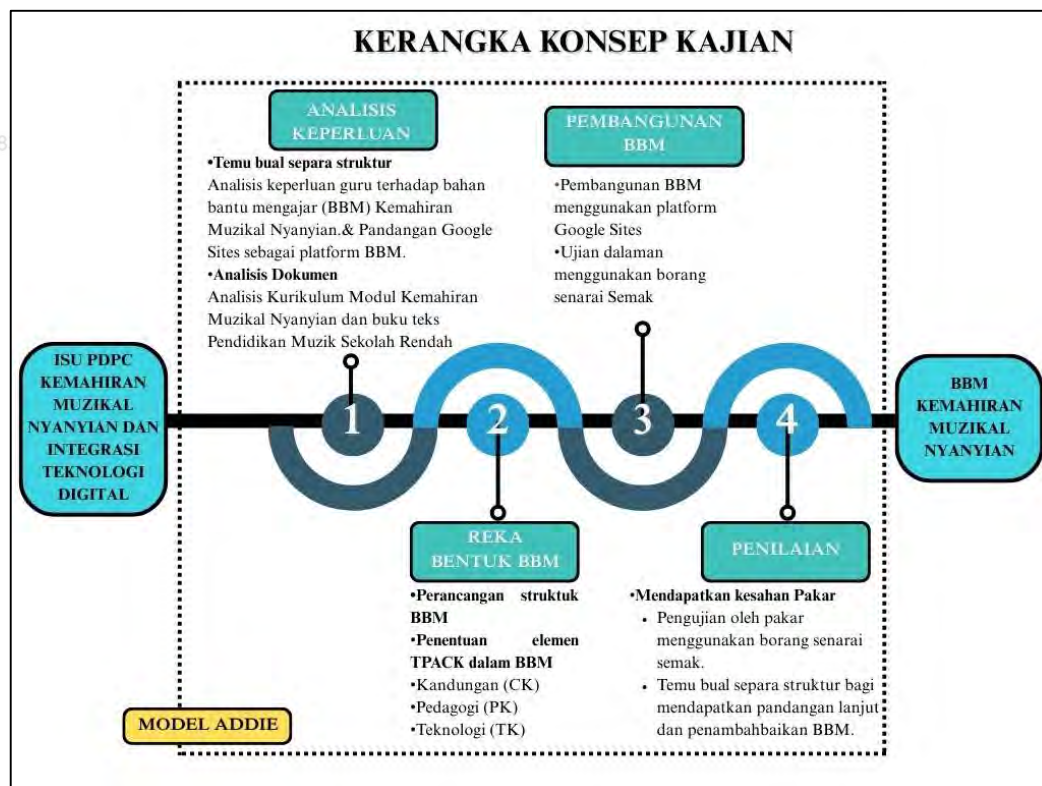 KERANGKA KONSEP KAJIAN
ANALISIS
KEPERLUAN
•Temu bual separa struktur
Analisis keperluan guru terhadap bahan
bantu mengajar (BBM) Kemahiran
Muzikal Nyanyian.& Pandangan Google
Sites sebagai platform BBM.
•Analisis Dokumen
Analisis Kurikulum Modul Kemahiran
Muzikal Nyanyian dan buku teks
Pendidikan Muzik Sekolah Rendah
PEMBANGUNAN
BBM
•Pembangunan BBM
menggunakan platform
Google Sites
•Ujian dalaman
menggunakan borang
senarai Semak
ISU PDPC
KEMAHIRAN
MUZIKAL
NYANYIAN DAN
INTEGRASI
TEKNOLOGI
DIGITAL
1
2
3
4
BBM
KEMAHIRAN
MUZIKAL
NYANYIAN
REKA
BENTUK BBM
•Perancangan struktuk
BBM
•Penentuan elemen
TPACK dalam BBM
•Kandungan (CK)
•Pedagogi (PK)
•Teknologi (TK)
PENILAIAN
•Mendapatkan kesahan Pakar
• Pengujian oleh pakar
menggunakan borang senarai
semak.
• Temu bual separa struktur bagi
mendapatkan pandangan lanjut
dan penambahbaikan BBM.
MODEL ADDIE